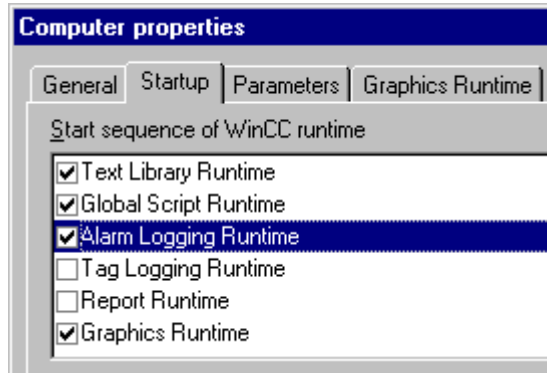 Computer properties
General Startup Parameters Graphics Runtime
Start sequence of WinCC runtime
Text Library Runtime
Global Script Runtime
Alarm Logging Runtime
Tag Logging Runtime
Report Runtime
Graphics Runtime